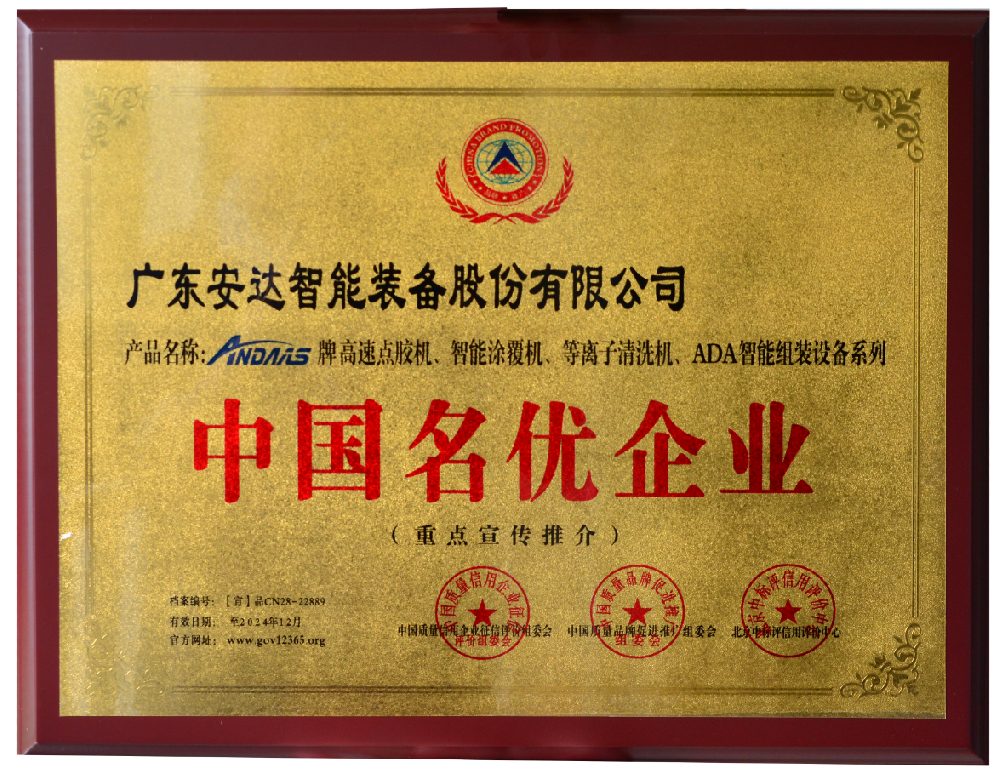 CHINA BRAND PROMOTION
广东安达智能装备股份有限公司
产品名称:ANDAAS牌高速点胶机、智能涂覆机、等离子清洗机、ADA智能组装设备系列
中国名优企业
(重点宣传推介)
档案编号:[官]品CN28-22889
有效日期:至2024年12月
官方网址:www.gov12365.org
中国质量信用企业征信评价组委会
中国质量品牌促进推广组委会
北京中标评信用评价中心